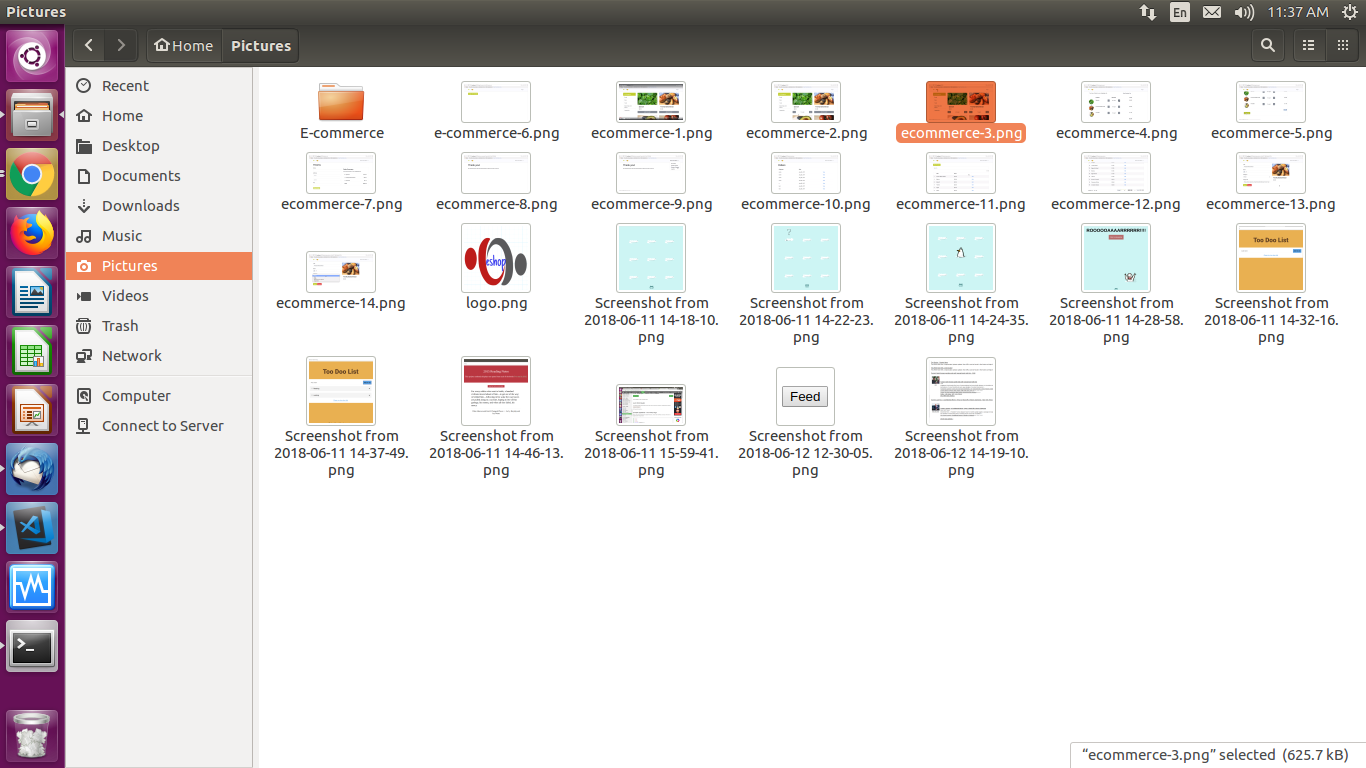 Pictures
En
11:37 AM
Home
Pictures
Recent
Home
Desktop
Documents
Downloads
Music
Pictures
Videos
Trash
Network
Computer
Connect to Server
E-commerce
e-commerce-6.png
ecommerce-1.png
ecommerce-2.png
ecommerce-3.png
ecommerce-4.png
ecommerce-5.png
ecommerce-7.png
ecommerce-8.png
ecommerce-9.png
ecommerce-10.png
ecommerce-11.png
ecommerce-12.png
ecommerce-13.png
eshop
ROOOOOAAAARRRRRR!!!!
Too Doo List
ecommerce-14.png
logo.png
Screenshot from
2018-06-11 14-18-10.
png
Screenshot from
2018-06-11 14-22-23.
png
Screenshot from
2018-06-11 14-24-35.
png
Screenshot from
2018-06-11 14-28-58.
png
Screenshot from
2018-06-11 14-32-16.
png
Too Doo List
Feed
Screenshot from
2018-06-11 14-37-49.
png
Screenshot from
2018-06-11 14-46-13.
png
Screenshot from
2018-06-11 15-59-41.
png
Screenshot from
2018-06-12 12-30-05.
png
Screenshot from
2018-06-12 14-19-10.
png
“ecommerce-3.png” selected (625.7 kB)